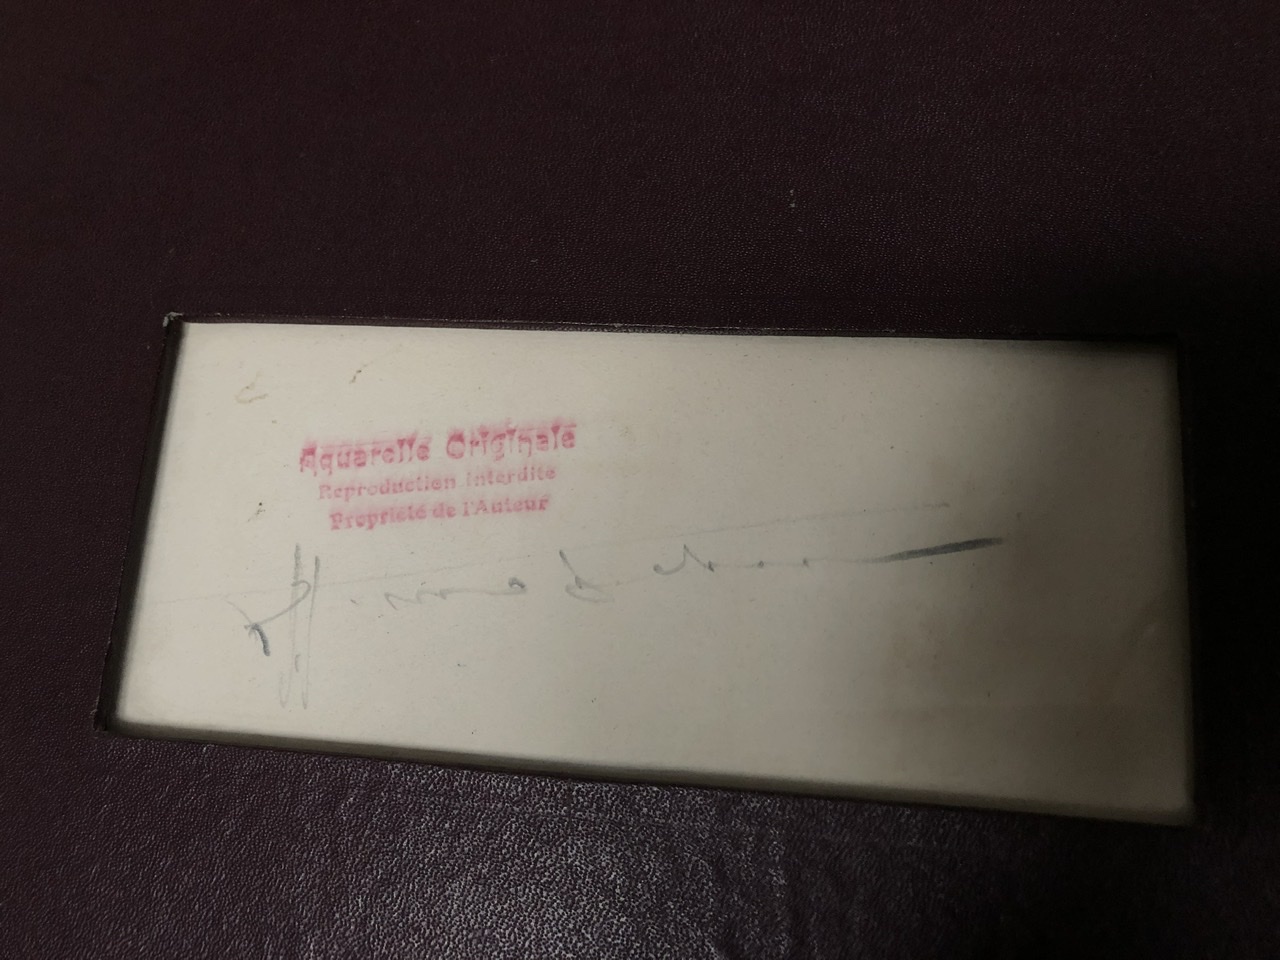 Aquarelle Originale
Reproduction Interdite
Propriété de l'Auteur